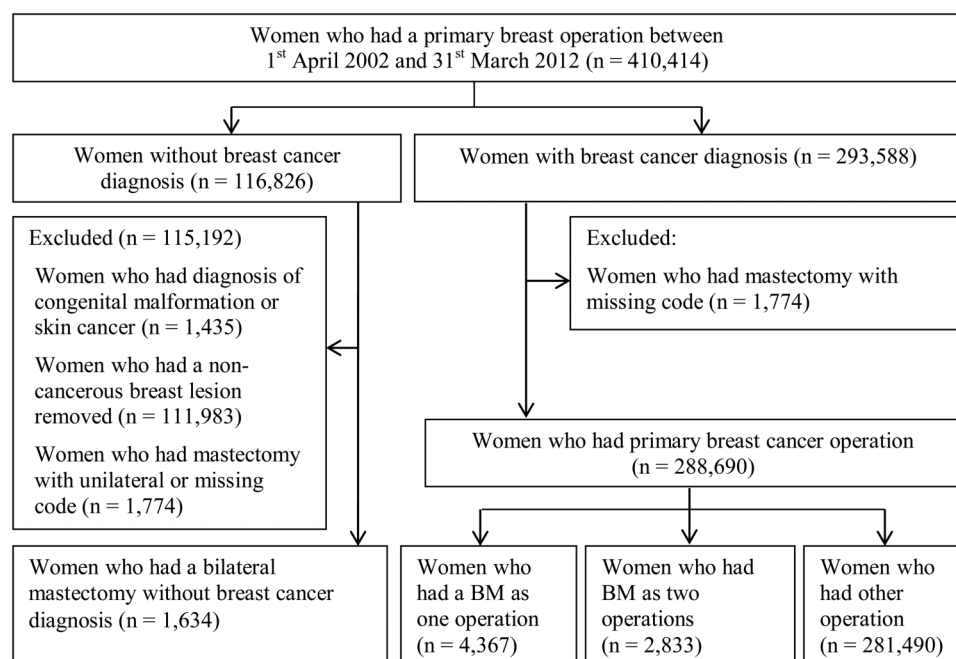 Women who had a primary breast operation between
1st April 2002 and 31st March 2012 (n = 410,414)
Women without breast cancer
diagnosis (n = 116,826)
Women with breast cancer diagnosis (n = 293,588)
Excluded (n = 115,192)
Women who had diagnosis of
congenital malformation or
skin cancer (n = 1,435)
Women who had a non-
cancerous breast lesion
removed (n = 111,983)
Women who had mastectomy
with unilateral or missing
code (n = 1,774)
Excluded:
Women who had mastectomy with
missing code (n = 1,774)
Women who had primary breast cancer operation
(n = 288,690)
Women who had a bilateral
mastectomy without breast cancer
diagnosis (n = 1,634)
Women who
had a BM as
one operation
(n = 4,367)
Women who had
BM as two
operations
(n = 2,833)
Women who
had other
operation
(n = 281,490)